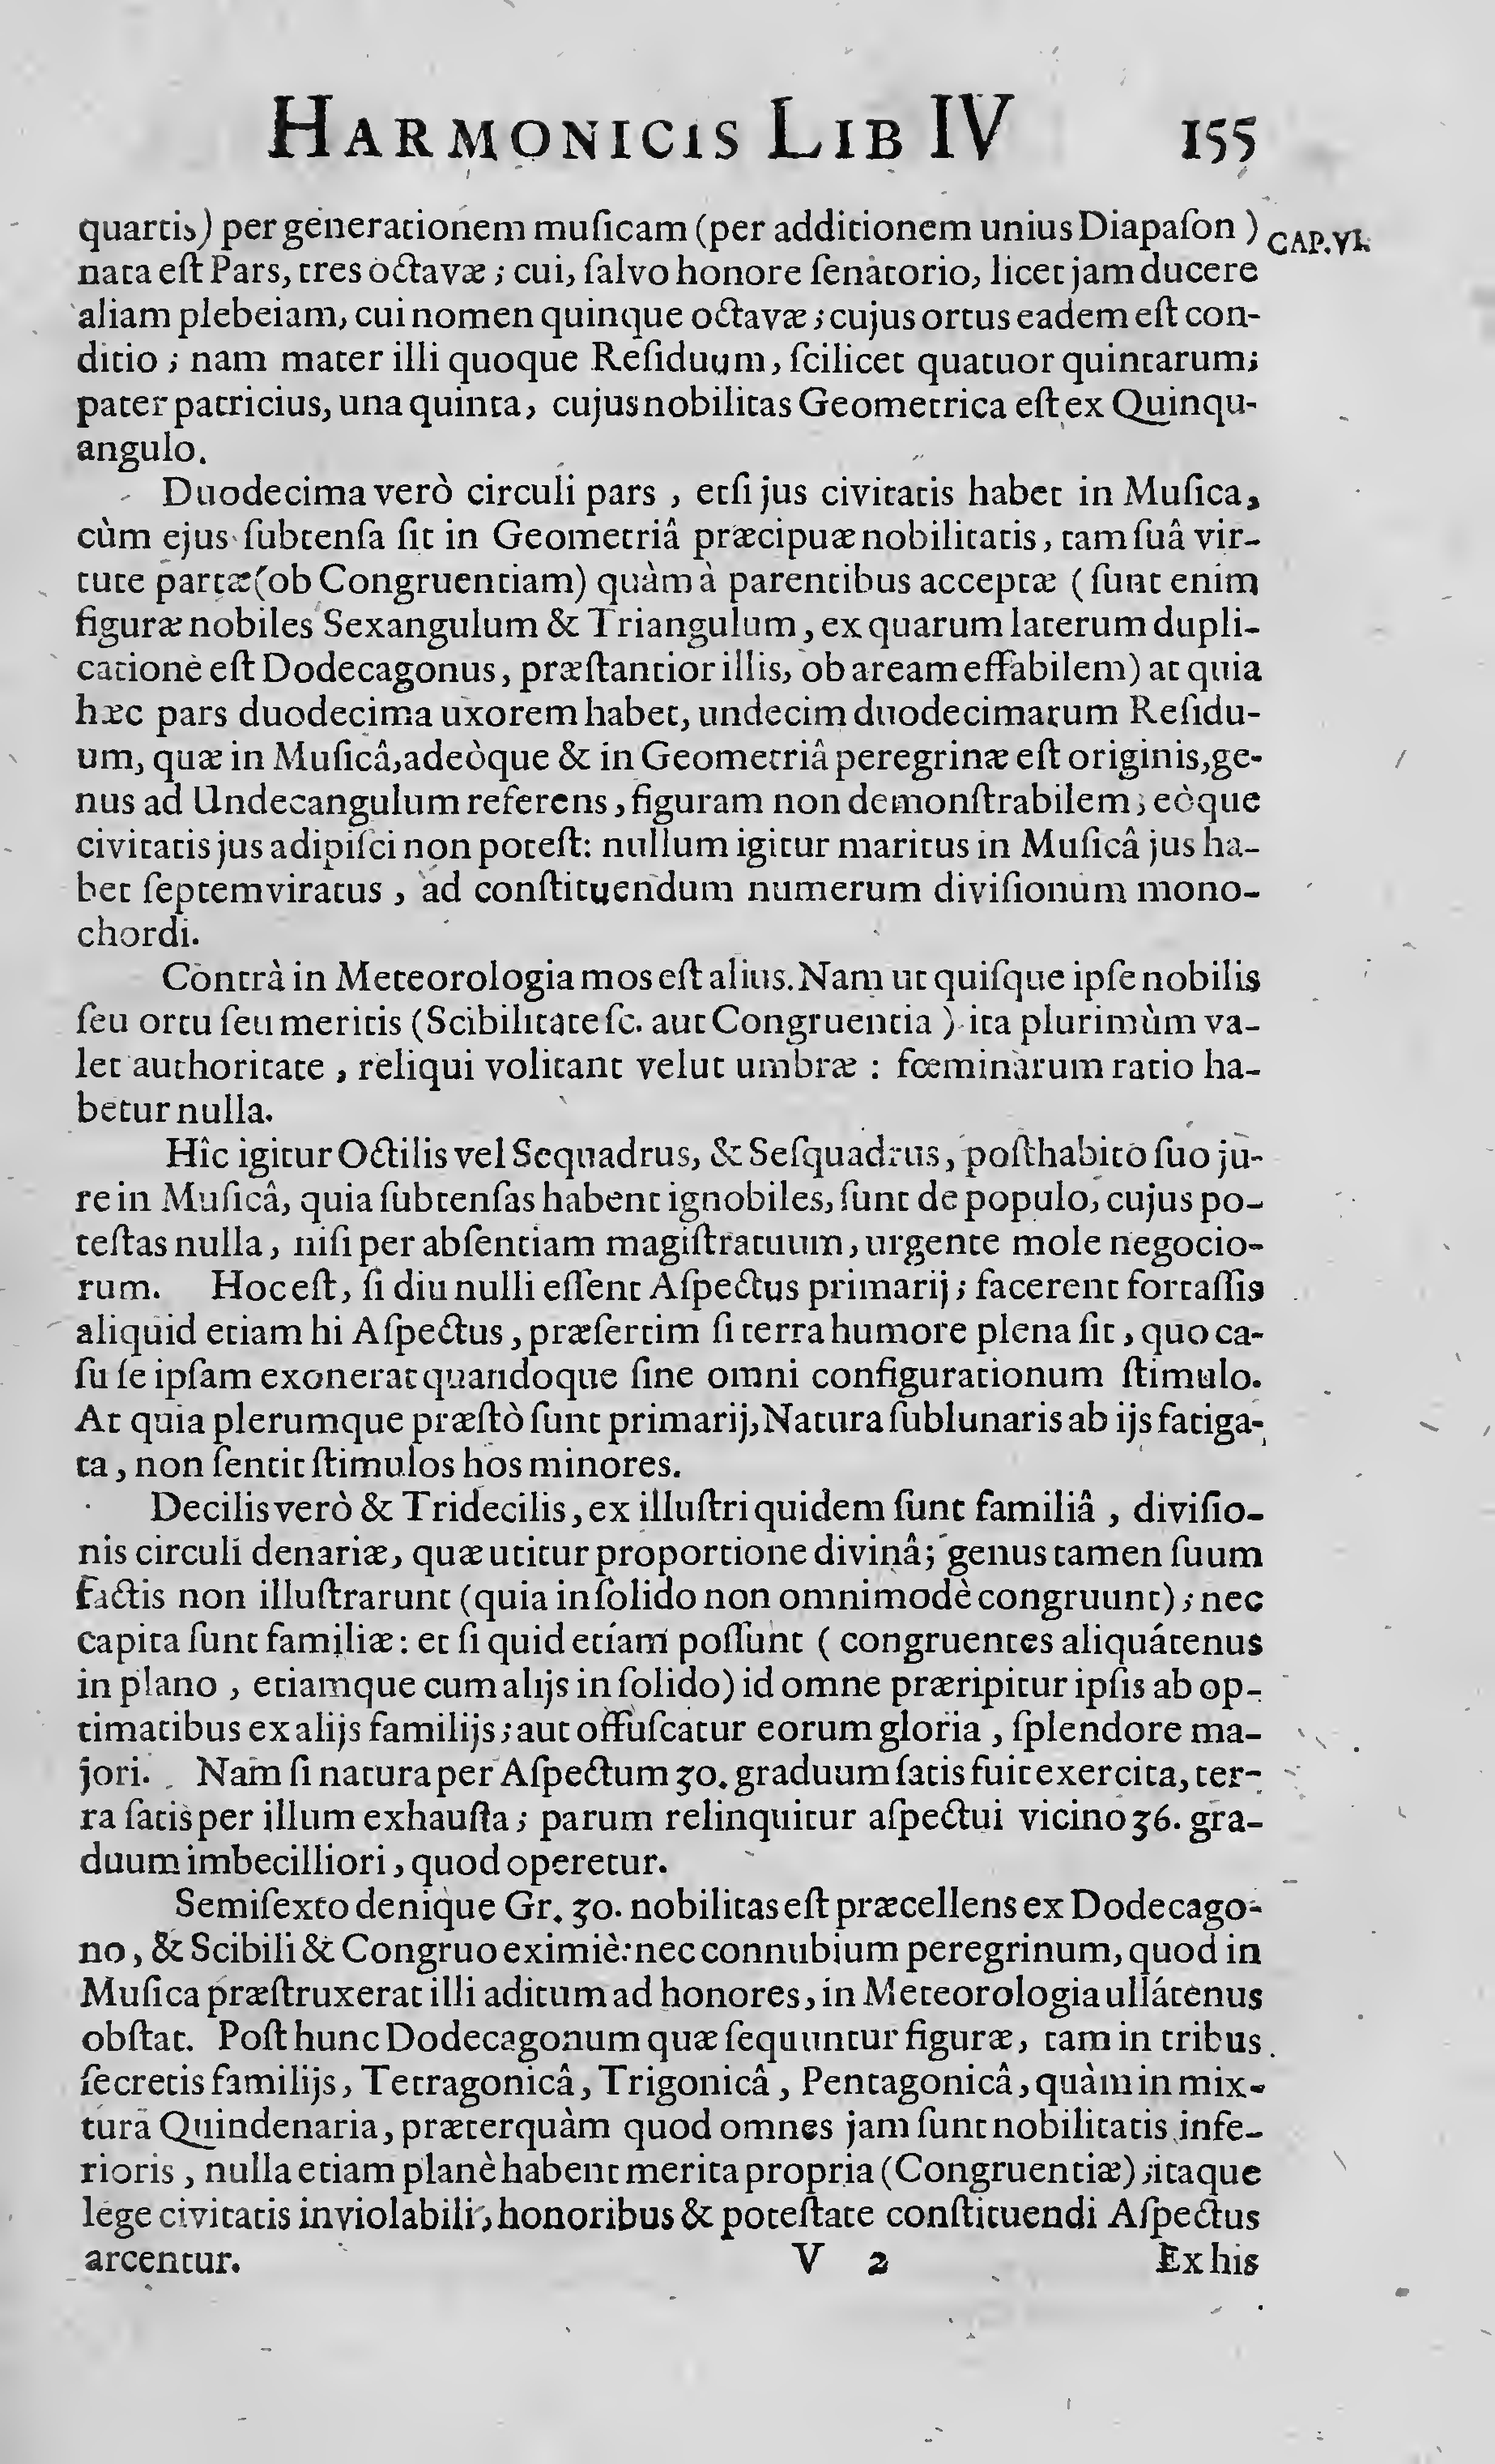 HARMONICIS LIB IV 155
quartis) per generationem muſicam (per additionem unius Diapaſon) CAP.VI.
nata eſt Pars, tres octavæ; cui, ſalvo honore ſenatorio, licet jam ducere
aliam plebeiam, cui nomen quinque octavæ; cujus ortus eadem eſt con-
ditio; nam mater illi quoque Reſiduum, ſcilicet quatuor quintarum;
pater patricius, una quinta, cujus nobilitas Geometrica eſt ex Quinqu-
angulo.
Duodecima verò circuli pars, etſi jus civitatis habet in Muſica,
cùm ejus ſubtenſa ſit in Geometriâ præcipuæ nobilitatis, tam ſuâ vir-
tute partæ (ob Congruentiam) quàm à parentibus acceptæ (ſunt enim
figuræ nobiles Sexangulum & Triangulum, ex quarum laterum dupli-
catione eſt Dodecagonus, præſtantior illis, ob aream effabilem) at quia
hæc pars duodecima uxorem habet, undecim duodecimarum Reſidu-
um, quæ in Muſicâ, adeòque & in Geometriâ peregrinæ eſt originis, ge-
nus ad Undecangulum referens, figuram non demonſtrabilem; eòque
civitatis jus adipiſci non poteſt: nullum igitur maritus in Muſicâ jus ha-
bet ſeptemviratus, ad conſtituendum numerum diviſionum mono-
chordi.
Contrà in Meteorologia mos eſt alius. Nam ut quiſque ipſe nobilis
ſeu ortu ſeu meritis (Scibilitate ſc. aut Congruentia) ita plurimùm va-
let authoritate, reliqui volitant velut umbræ: fœminarum ratio ha-
betur nulla.
Hîc igitur Octilis vel Sequadrus, & Seſquadrus, poſthabito ſuo ju-
re in Muſicâ, quia ſubtenſas habent ignobiles, ſunt de populo, cujus po-
teſtas nulla, niſi per abſentiam magiſtratuum, urgente mole negocio-
rum. Hoc eſt, ſi diu nulli eſſent Aſpectus primarij; facerent fortaſſis
aliquid etiam hi Aſpectus, præſertim ſi terra humore plena ſit, quo ca-
ſu ſe ipſam exonerat quandoque ſine omni configurationum ſtimulo.
At quia plerumque præſtò ſunt primarij, Natura ſublunaris ab ijs fatiga-
ta, non ſentit ſtimulos hos minores.
Decilis verò & Tridecilis, ex illuſtri quidem ſunt familiâ, diviſio-
nis circuli denariæ, quæ utitur proportione divinâ; genus tamen ſuum
factis non illuſtrarunt (quia in ſolido non omnimodè congruunt); nec
capita ſunt familiæ: et ſi quid etiam poſſunt (congruentes aliquátenus
in plano, etiamque cum alijs in ſolido) id omne præripitur ipſis ab op-
timatibus ex alijs familijs; aut offuſcatur eorum gloria, ſplendore ma-
jori. Nam ſi natura per Aſpectum 30. graduum ſatis fuit exercita, ter-
ra ſatis per illum exhauſta; parum relinquitur aſpectui vicino 36. gra-
duum imbecilliori, quod operetur.
Semiſexto denique Gr. 30. nobilitas eſt præcellens ex Dodecago-
no, & Scibili & Congruo eximiè: nec connubium peregrinum, quod in
Muſica præſtruxerat illi aditum ad honores, in Meteorologia ullátenus
obſtat. Poſt hunc Dodecagonum quæ ſequuntur figuræ, tam in tribus
ſecretis familijs, Tetragonicâ, Trigonicâ, Pentagonicâ, quàm in mix-
tura Quindenaria, præterquàm quod omnes jam ſunt nobilitatis infe-
rioris, nulla etiam planè habent merita propria (Congruentiæ); itaque
lege civitatis inviolabili, honoribus & poteſtate conſtituendi Aſpectus
arcentur. V 2 Ex his